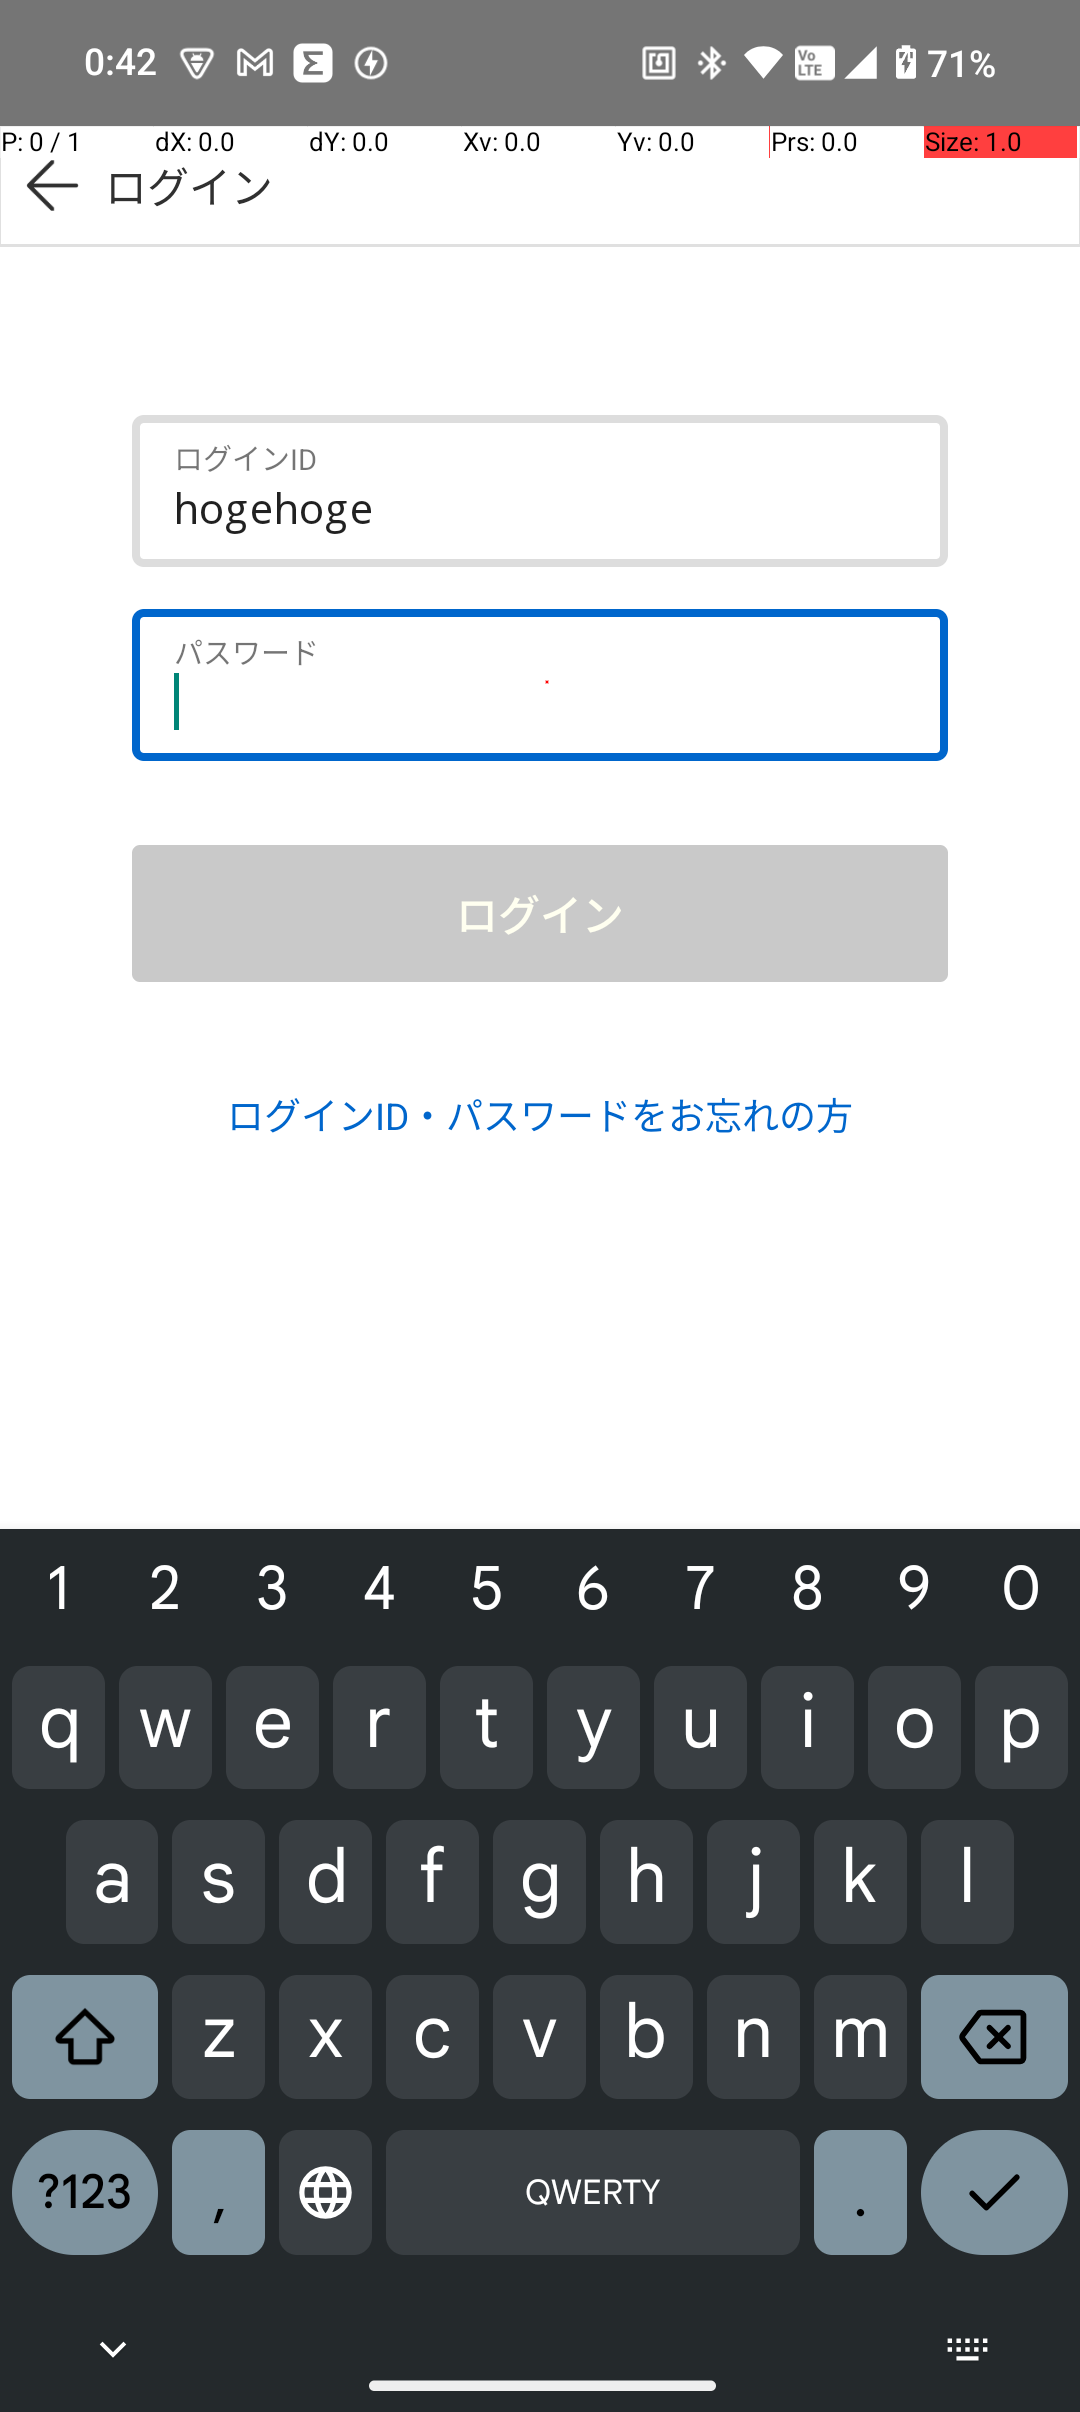 0:42 Vo LTE 71%
P: 0 / 1 dX: 0.0 dY: 0.0 Xv: 0.0 Yv: 0.0 Prs: 0.0 Size: 1.0
ログイン
ログインID
hogehoge
パスワード
ログイン
ログインID・パスワードをお忘れの方
1 2 3 4 5 6 7 8 9 0
q w e r t y u i o p
a s d f g h j k l
z x c v b n m
?123 , QWERTY .